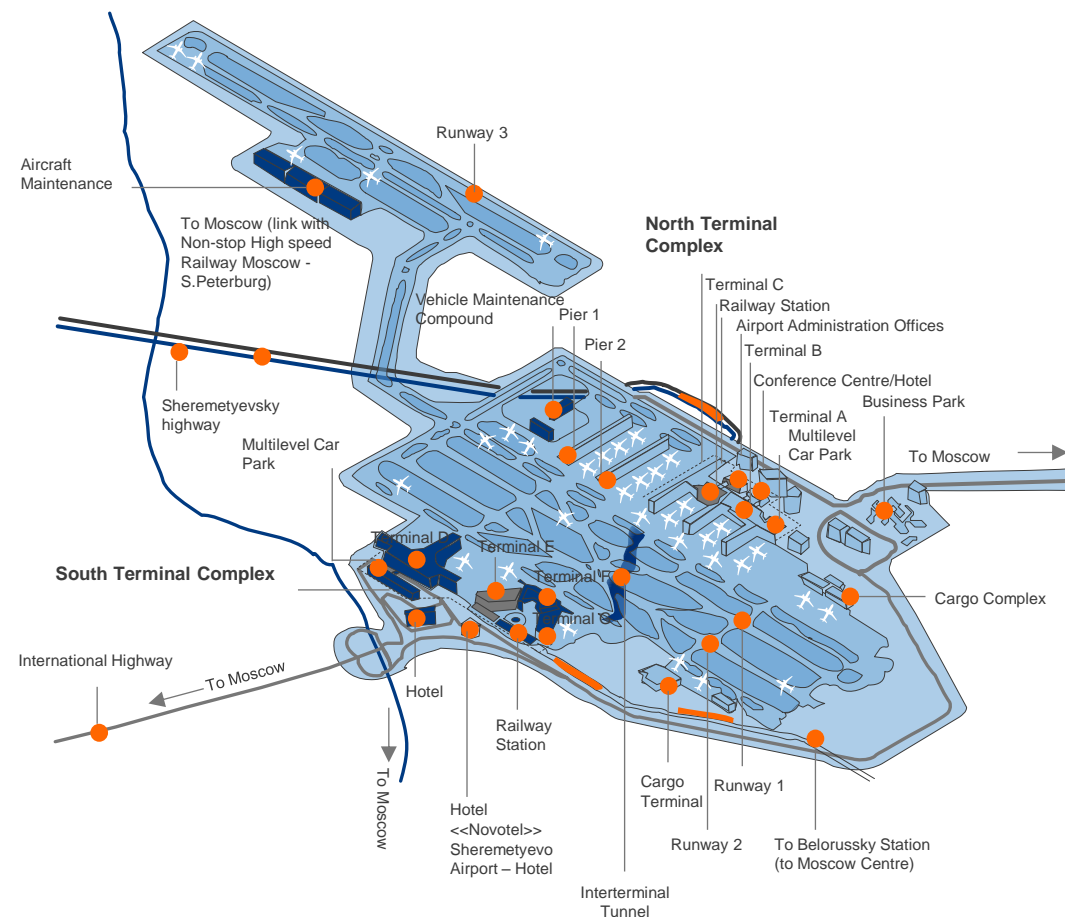 Runway 3
Aircraft
Maintenance
To Moscow (link with
Non-stop High speed
Railway Moscow -
S.Peterburg)
North Terminal
Complex
Terminal C
Railway Station
Airport Administration Offices
Terminal B
Conference Centre/Hotel
Business Park
Terminal A
Multilevel
Car Park
To Moscow
Vehicle Maintenance
Compound
Pier 1
Pier 2
Sheremetyevsky
highway
Multilevel Car
Park
Terminal D
Terminal E
Terminal F
Terminal G
South Terminal Complex
Cargo Complex
International Highway
To Moscow
Hotel
Railway
Station
To Moscow
Cargo
Terminal
Runway 1
Hotel
<<Novotel>>
Sheremetyevo
Airport – Hotel
Runway 2
To Belorussky Station
(to Moscow Centre)
Interterminal
Tunnel